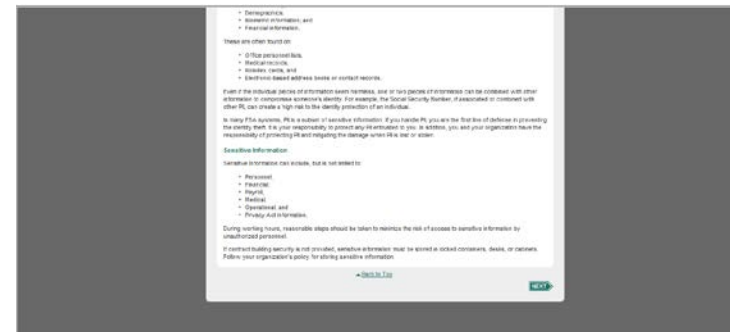 • Demographics,
• Biometric information, and
• Financial information.
These are often found on:
• Office personnel lists,
• Medical records,
• Rolodex cards, and
• Electronic-based address books or contact records.
Even if the individual pieces of information seem harmless, one or two pieces of information can be combined with other
information to compromise someone's identity. For example, the Social Security Number, if associated or combined with
other PII, can create a high risk to the identity protection of an individual.
In many FSA systems, PII is a subset of sensitive information. If you handle PII, you are the first line of defense in preventing
the identity theft. It is your responsibility to protect any PII entrusted to you. In addition, you and your organization have the
responsibility of protecting PII and mitigating the damage when PII is lost or stolen.
Sensitive Information
Sensitive information can include, but is not limited to:
• Personnel,
• Financial,
• Payroll,
• Medical,
• Operational, and
• Privacy Act information.
During working hours, reasonable steps should be taken to minimize the risk of access to sensitive information by
unauthorized personnel.
If contract building security is not provided, sensitive information must be stored in locked containers, desks, or cabinets.
Follow your organization's policy for storing sensitive information.
Back to Top
NEXT